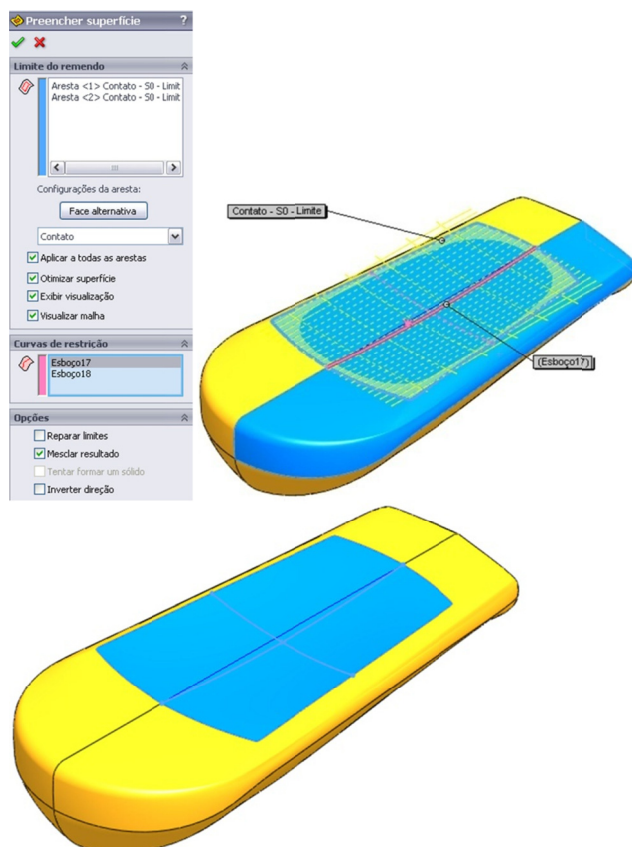 Preencher superfície ?
Limite do remendo
Aresta <1> Contato - S0 - Limit
Aresta <2> Contato - S0 - Limit
Configurações da aresta:
Face alternativa
Contato
Aplicar a todas as arestas
Otimizar superfície
Exibir visualização
Visualizar malha
Curvas de restrição
Esboço17
Esboço18
Opções
Reparar limites
Mesclar resultado
Tentar formar um sólido
Inverter direção
Contato - S0 - Limite
(Esboço17)